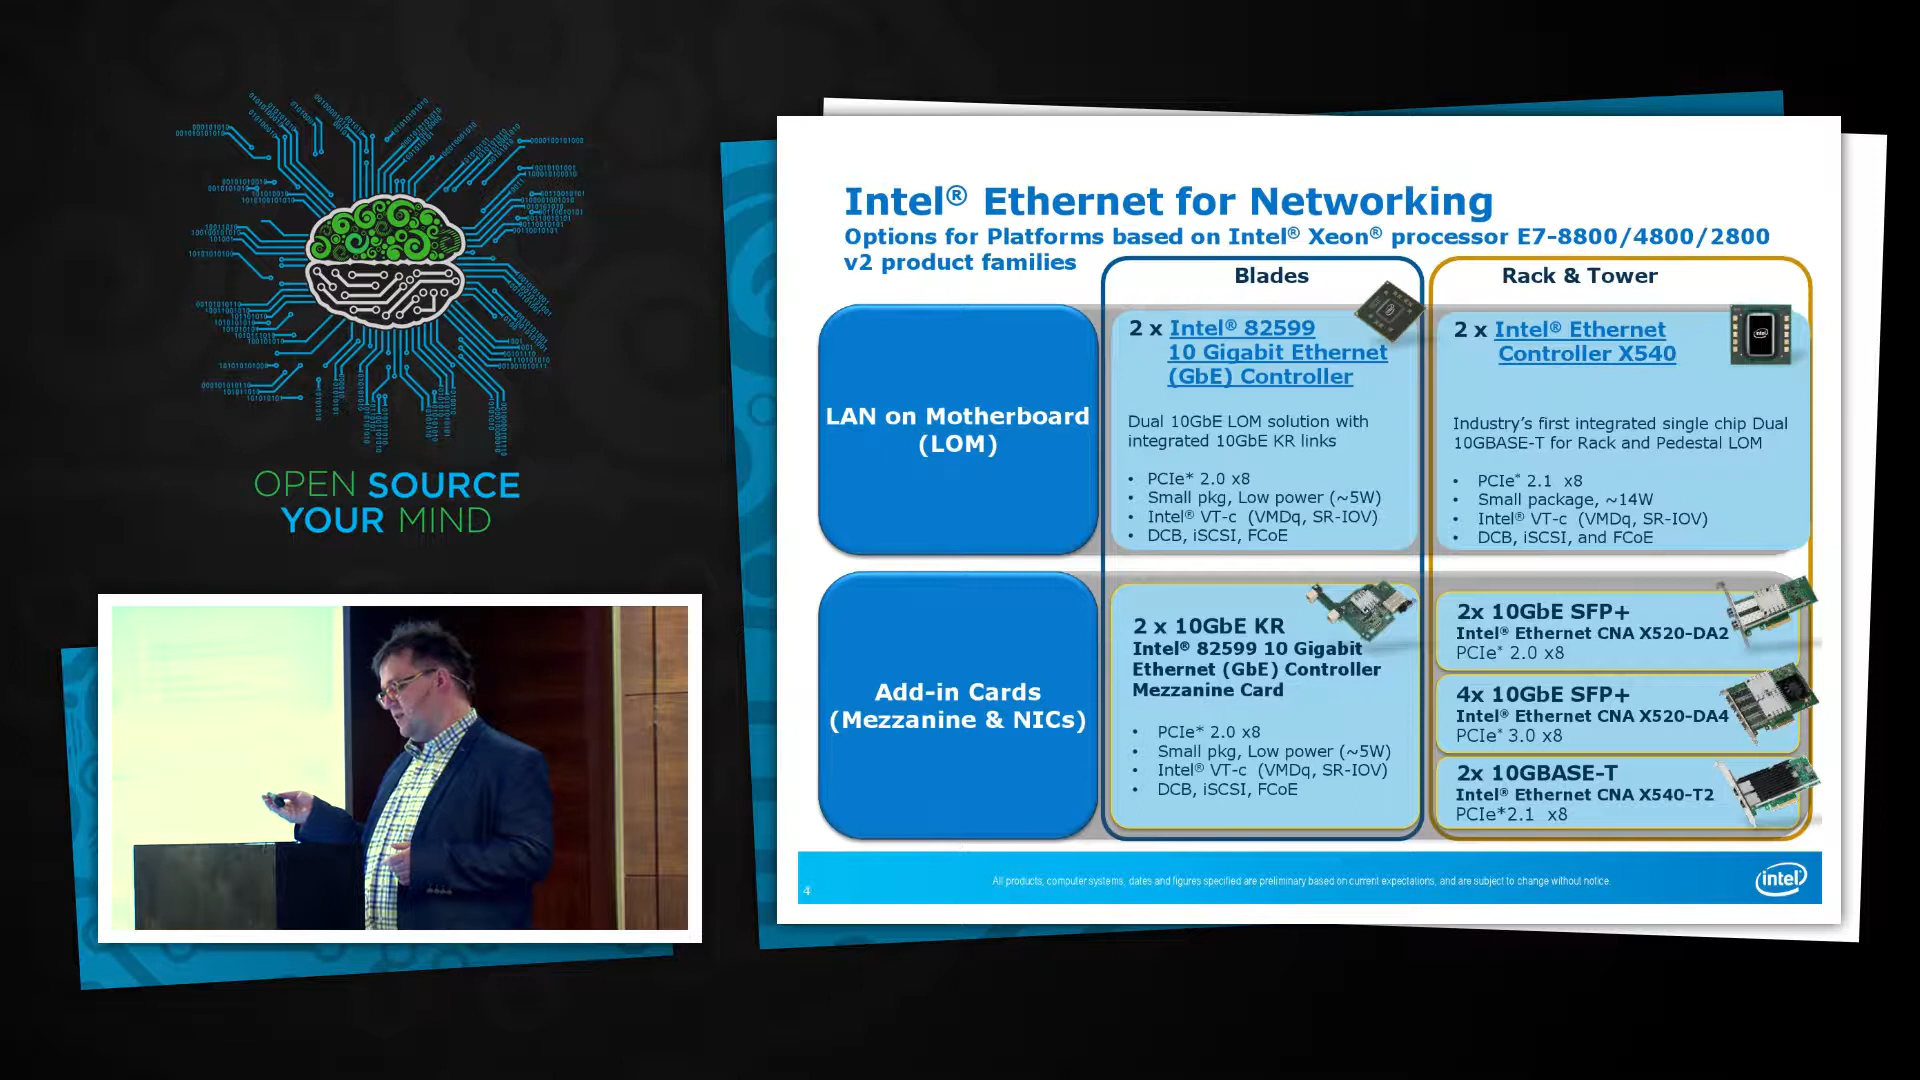 OPEN SOURCE
YOUR MIND
Intel® Ethernet for Networking
Options for Platforms based on Intel® Xeon® processor E7-8800/4800/2800
v2 product families
Blades
Rack & Tower
LAN on Motherboard
(LOM)
2 x Intel® 82599
10 Gigabit Ethernet
(GbE) Controller
Dual 10GbE LOM solution with
integrated 10GbE KR links
• PCIe* 2.0 x8
• Small pkg, Low power (~5W)
• Intel® VT-c (VMDq, SR-IOV)
• DCB, iSCSI, FCoE
2 x Intel® Ethernet
Controller X540
Industry's first integrated single chip Dual
10GBASE-T for Rack and Pedestal LOM
• PCIe* 2.1 x8
• Small package, ~14W
• Intel® VT-c (VMDq, SR-IOV)
• DCB, iSCSI, and FCoE
Add-in Cards
(Mezzanine & NICs)
2 x 10GbE KR
Intel® 82599 10 Gigabit
Ethernet (GbE) Controller
Mezzanine Card
• PCIe* 2.0 x8
• Small pkg, Low power (~5W)
• Intel® VT-c (VMDq, SR-IOV)
• DCB, iSCSI, FCoE
2x 10GbE SFP+
Intel® Ethernet CNA X520-DA2
PCIe* 2.0 x8
4x 10GbE SFP+
Intel® Ethernet CNA X520-DA4
PCIe* 3.0 x8
2x 10GBASE-T
Intel® Ethernet CNA X540-T2
PCIe*2.1 x8
4
All products, computer systems, dates and figures specified are preliminary based on current expectations, and are subject to change without notice.
intel